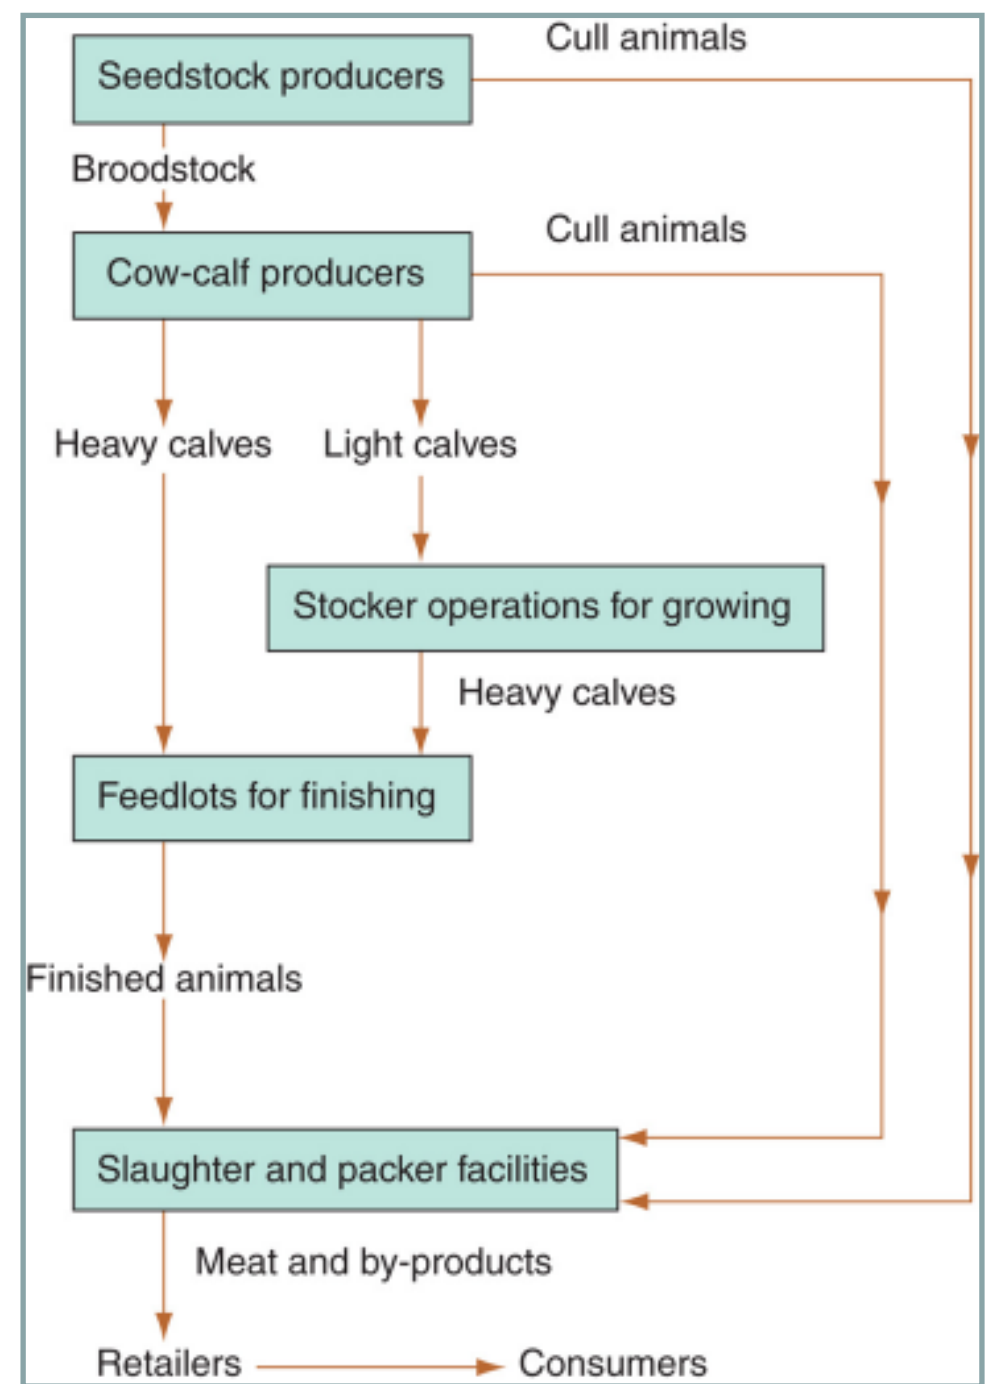 Cull animals
Seedstock producers
Broodstock
Cull animals
Cow-calf producers
Heavy calves
Light calves
Stocker operations for growing
Heavy calves
Feedlots for finishing
Finished animals
Slaughter and packer facilities
Meat and by-products
Retailers
Consumers